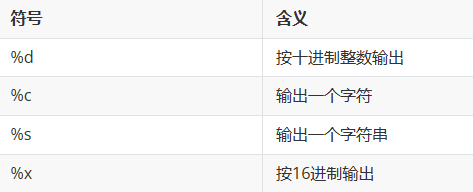 符号 含义
%d 按十进制整数输出
%c 输出一个字符
%s 输出一个字符串
%x 按16进制输出